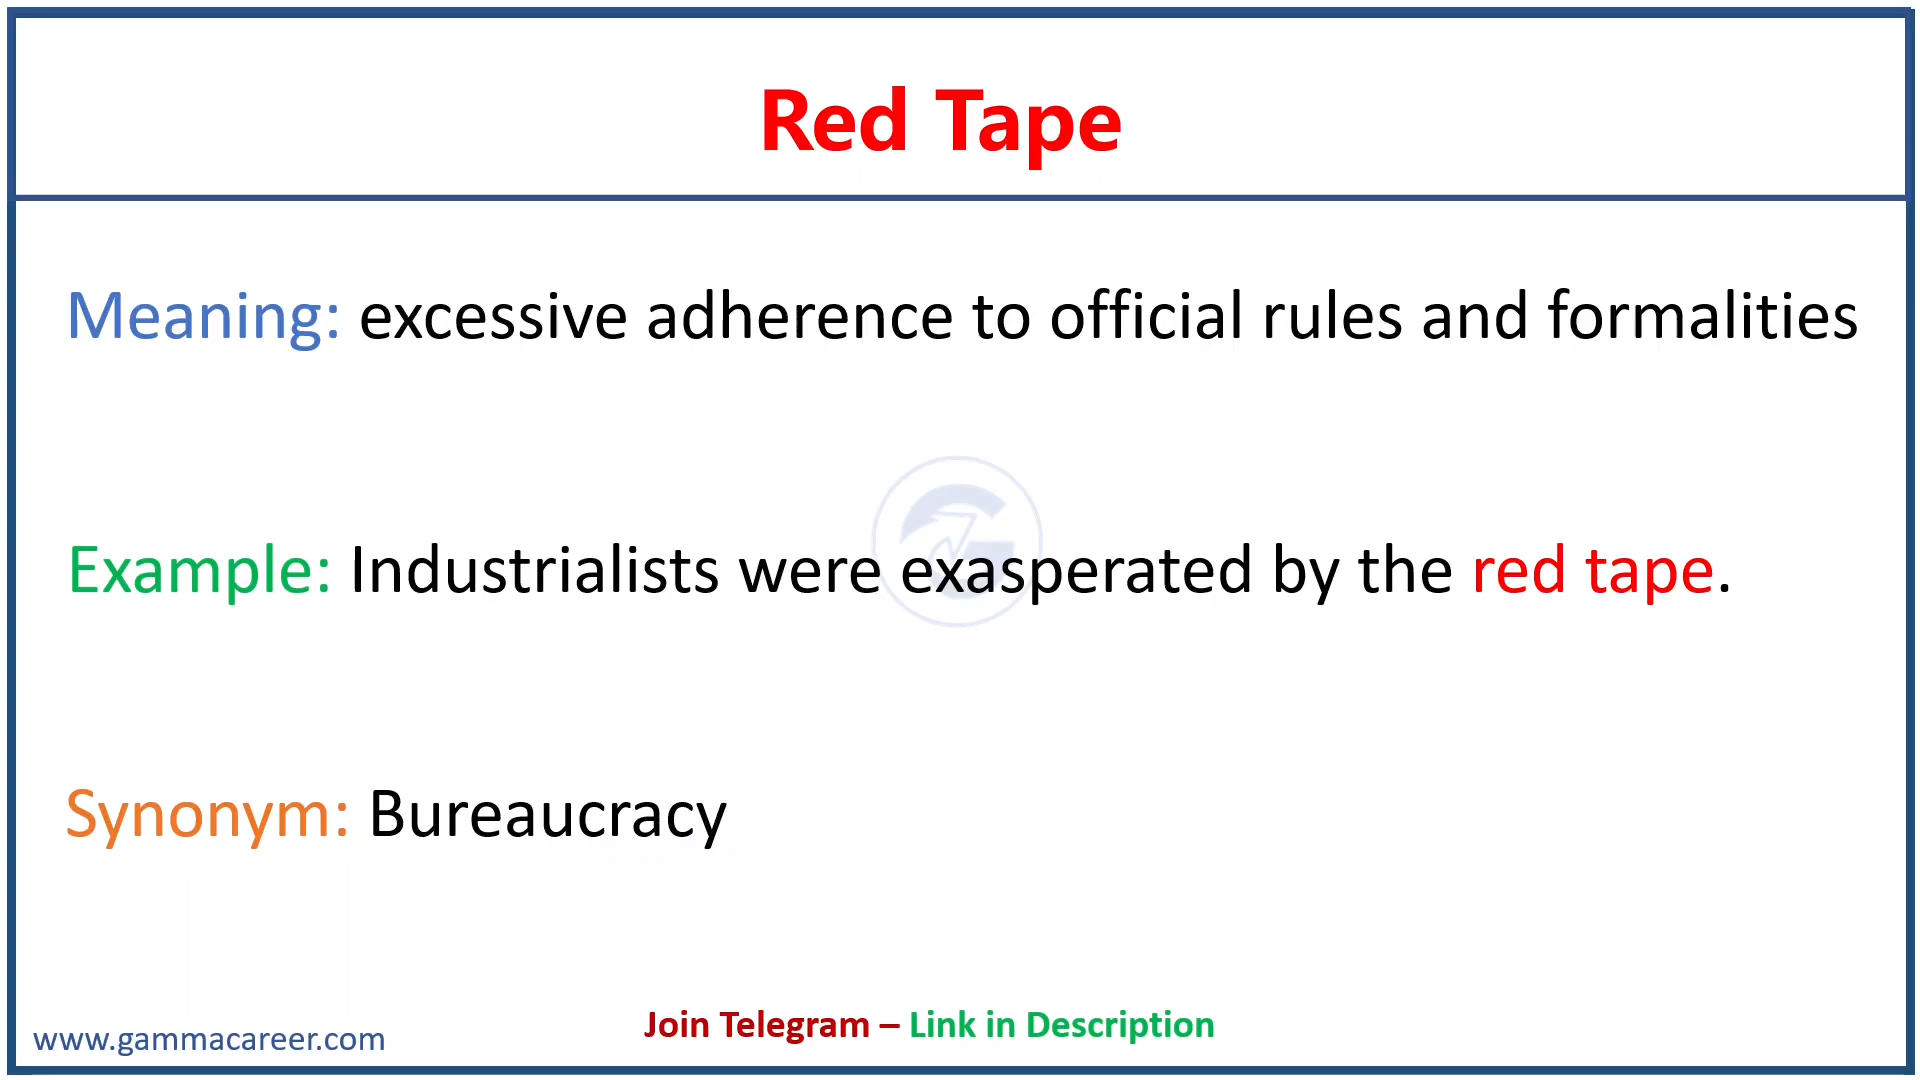 Red Tape
Meaning: excessive adherence to official rules and formalities
Example: Industrialists were exasperated by the red tape.
Synonym: Bureaucracy
Join Telegram – Link in Description
www.gammacareer.com